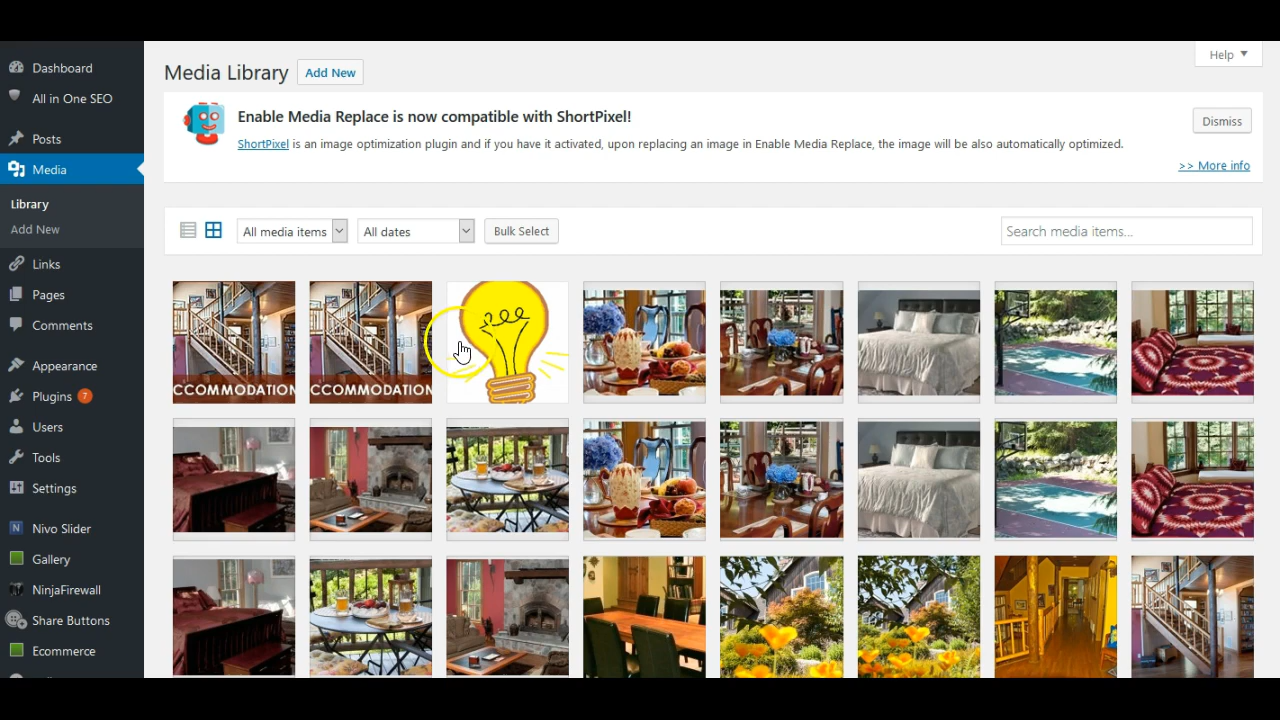 Help
Dashboard
All in One SEO
Posts
Media
Library
Add New
Links
Pages
Comments
Appearance
Plugins 7
Users
Tools
Settings
Nivo Slider
Gallery
NinjaFirewall
Share Buttons
Ecommerce
Media Library Add New
Enable Media Replace is now compatible with ShortPixel!
Dismiss
ShortPixel is an image optimization plugin and if you have it activated, upon replacing an image in Enable Media Replace, the image will be also automatically optimized.
>> More info
All media items All dates Bulk Select Search media items...
CCOMMODATION CCOMMODATION